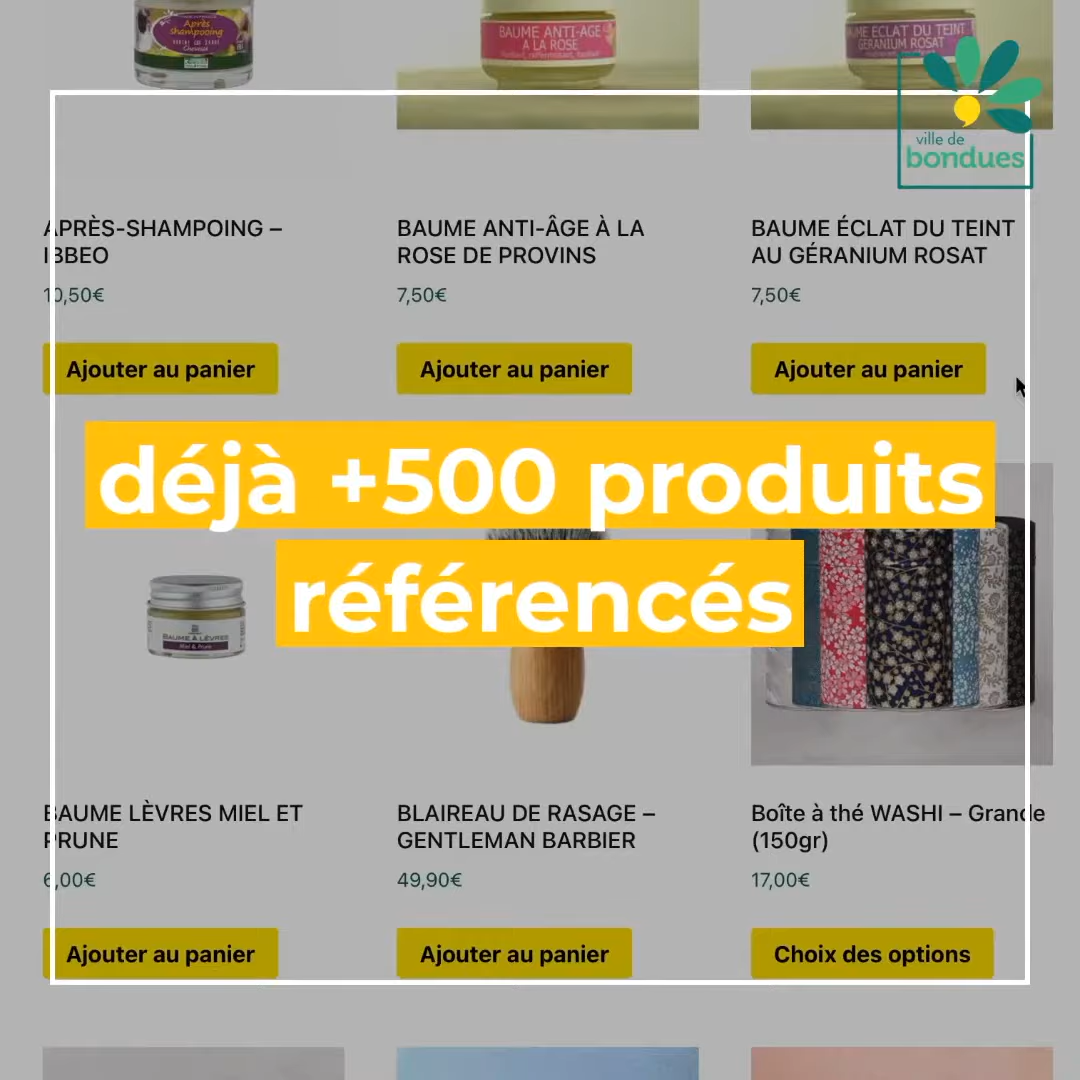 Après
shampooing
BAUME ANTI-AGE
A LA ROSE
BAUME ÉCLAT DU TEINT
GERANIUM ROSAT
ville de
bondues
APRÈS-SHAMPOING –
IBBEO
10,50€
BAUME ANTI-ÂGE À LA
ROSE DE PROVINS
7,50€
BAUME ÉCLAT DU TEINT
AU GÉRANIUM ROSAT
7,50€
Ajouter au panier
Ajouter au panier
Ajouter au panier
déjà +500 produits
référencés
BAUME À LÈVRES
Miel & Prune
BAUME LÈVRES MIEL ET
PRUNE
6,00€
BLAIREAU DE RASAGE –
GENTLEMAN BARBIER
49,90€
Boîte à thé WASHI – Grande
(150gr)
17,00€
Ajouter au panier
Ajouter au panier
Choix des options